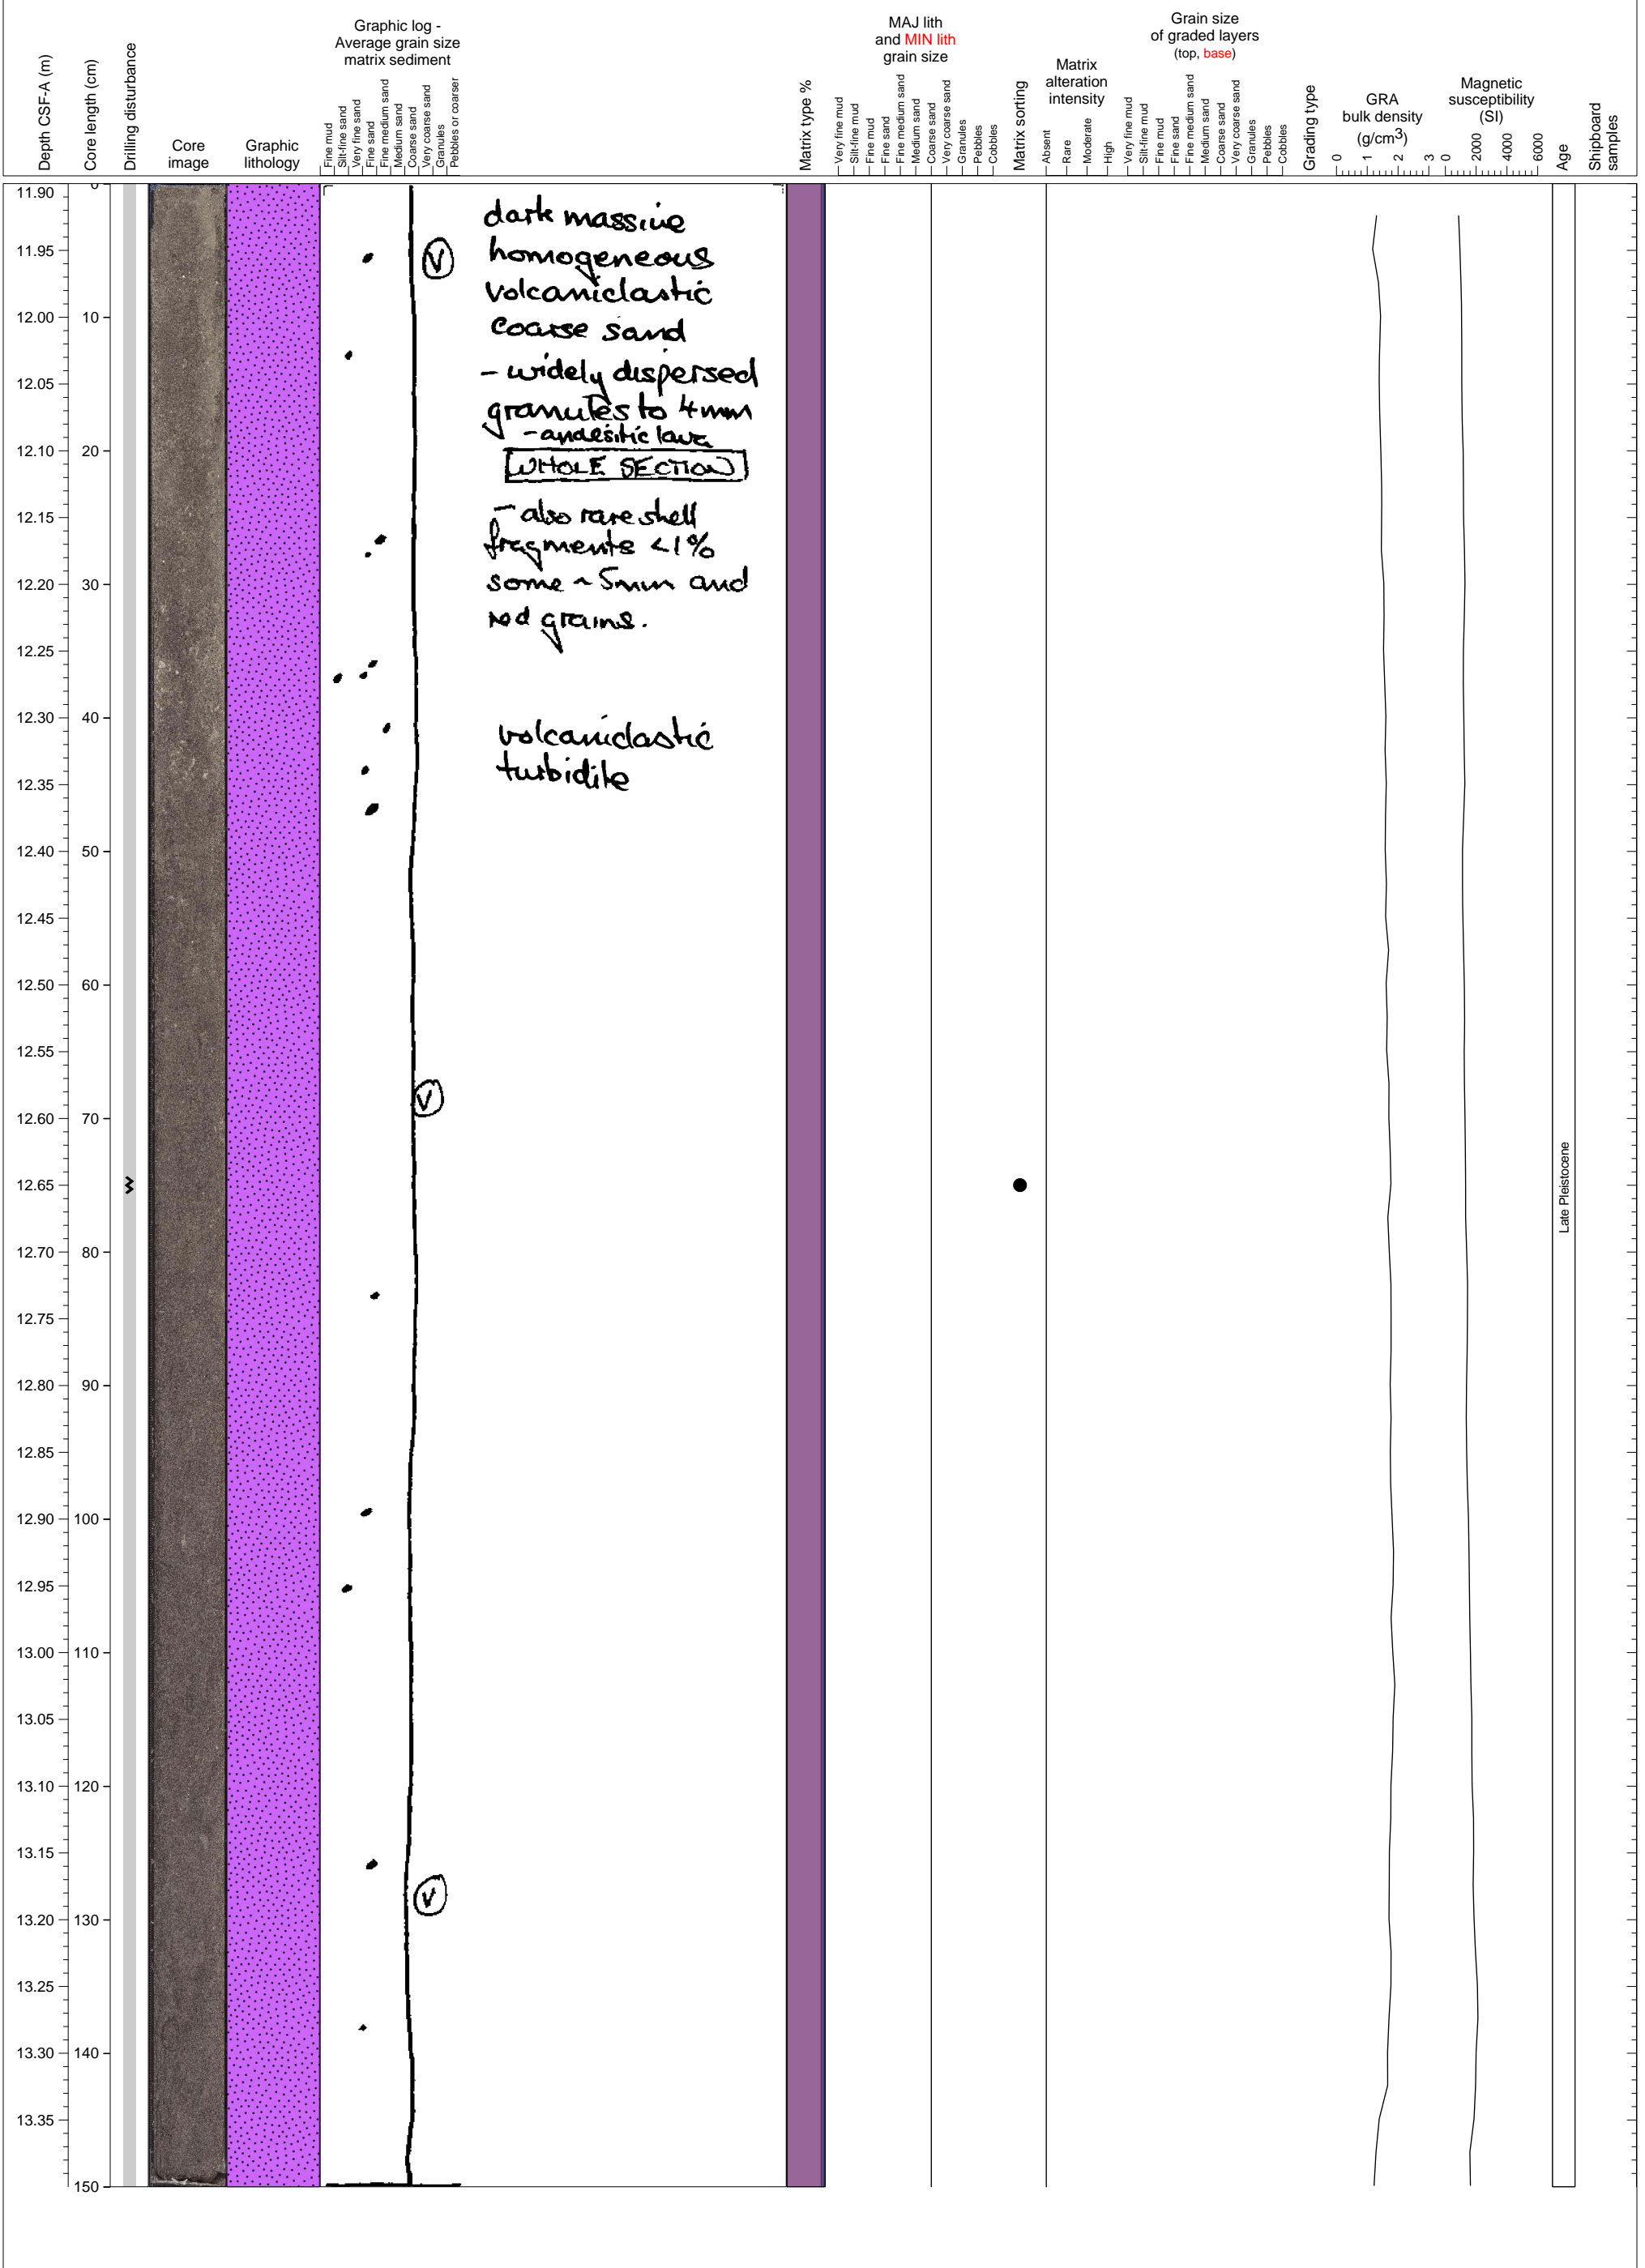 Depth CSF-A (m)
Core length (cm)
Drilling disturbance
Core
image
Graphic
lithology
Graphic log -
Average grain size
matrix sediment
Fine mud
Silt-fine sand
Very fine sand
Fine sand
Fine medium sand
Medium sand
Coarse sand
Very coarse sand
Granules
Pebbles or coarser
Matrix type %
MAJ lith
and MIN lith
grain size
Very fine mud
Silt-fine mud
Fine mud
Fine sand
Fine medium sand
Medium sand
Coarse sand
Very coarse sand
Granules
Pebbles
Cobbles
Matrix sorting
Matrix
alteration
intensity
Absent
Rare
Moderate
High
Grain size
of graded layers
(top, base)
Very fine mud
Silt-fine mud
Fine mud
Fine sand
Fine medium sand
Medium sand
Coarse sand
Very coarse sand
Granules
Pebbles
Cobbles
Grading type
GRA
bulk density
(g/cm3)
0 1 2 3
Magnetic
susceptibility
(SI)
0 2000 4000 6000
Age
Shipboard
samples
11.90 0
11.95
12.00 10
12.05
12.10 20
12.15
12.20 30
12.25
12.30 40
12.35
12.40 50
12.45
12.50 60
12.55
12.60 70
12.65
12.70 80
12.75
12.80 90
12.85
12.90 100
12.95
13.00 110
13.05
13.10 120
13.15
13.20 130
13.25
13.30 140
13.35
150
dark massive
homogeneous
V
volcaniclastic
coarse sand
- widely dispersed
granules to 4mm
- andesitic lava
WHOLE SECTION
- also rare shell
fragments <1%
some ~ 5mm and
red grains.
volcaniclastic
turbidite
V
V
Late Pleistocene